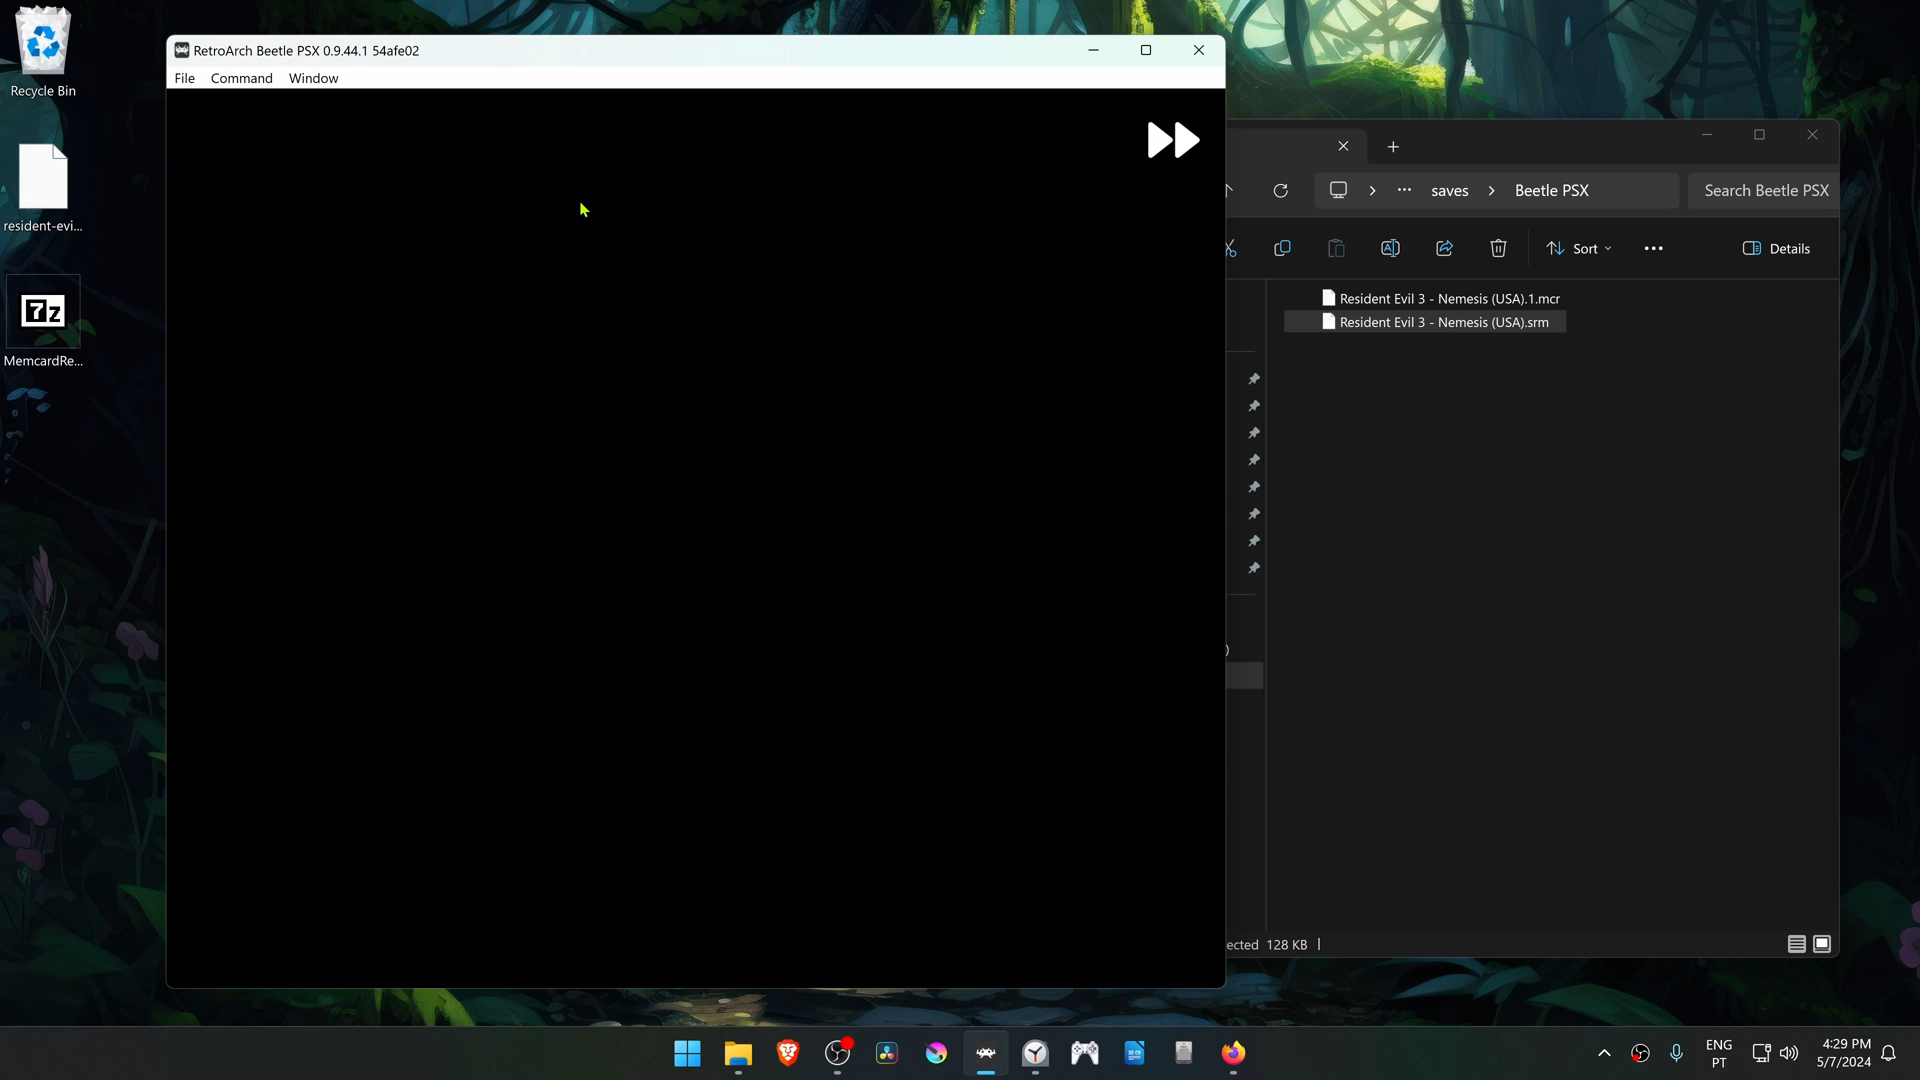 Recycle Bin
resident-evi...
7z
MemcardRe...
RetroArch Beetle PSX 0.9.44.1 54afe02
File Command Window
saves Beetle PSX
Search Beetle PSX
Sort
Details
Resident Evil 3 - Nemesis (USA).1.mcr
Resident Evil 3 - Nemesis (USA).srm
)
ected 128 KB
ENG
PT
4:29 PM
5/7/2024